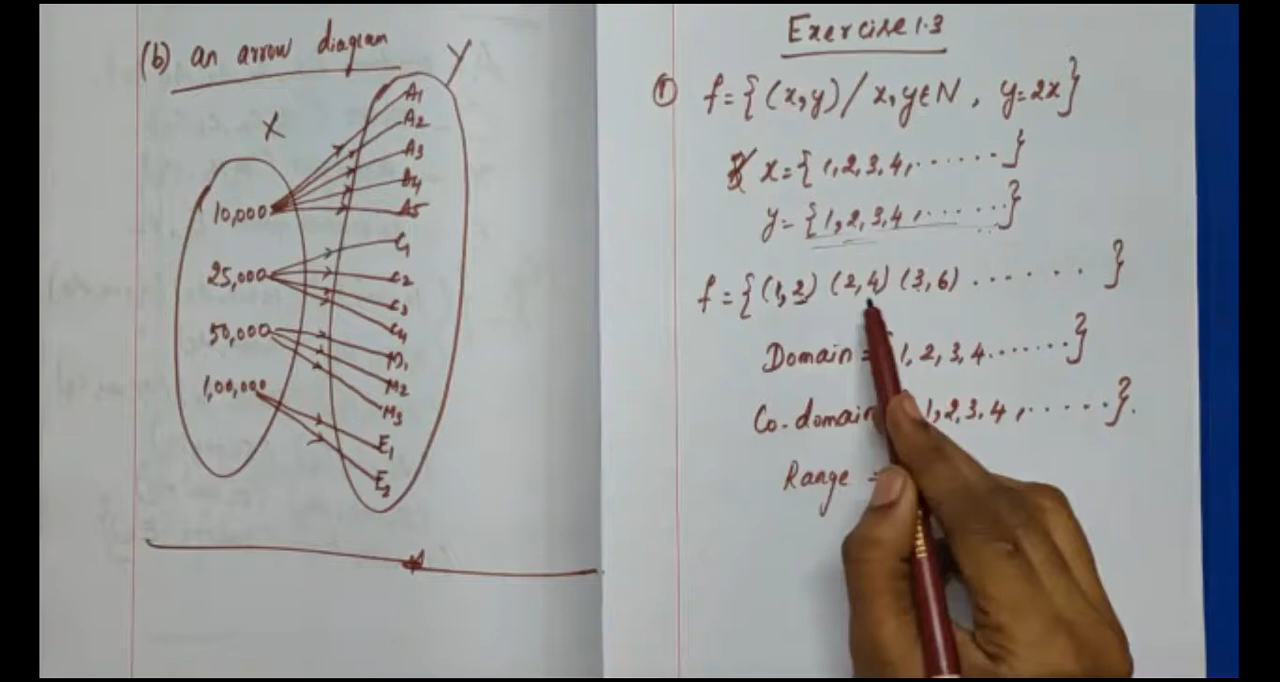 (b) an arrow diagram
X
Y
10,000
25,000
50,000
1,00,000
A1
A2
A3
A4
A5
C1
C2
C3
C4
M1
M2
M3
E1
E2
Exercise 1.3
① f={(x,y)/x,y∈N, y=2x}
x={1,2,3,4,......}
y={1,2,3,4,......}
f={(1,2) (2,4) (3,6)......}
Domain = 1,2,3,4......}
Co-domain 1,2,3,4,.....}.
Range =